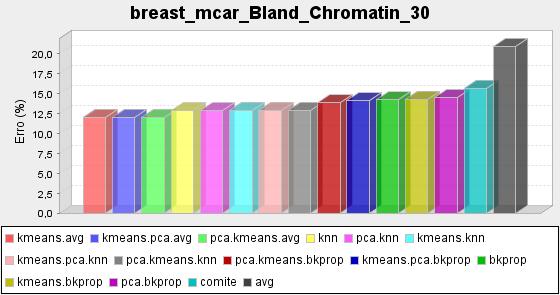 breast_mcar_Bland_Chromatin_30
Erro (%)
20,0
17,5
15,0
12,5
10,0
7,5
5,0
2,5
0,0
kmeans.avg kmeans.pca.avg pca.kmeans.avg knn pca.knn kmeans.knn
kmeans.pca.knn pca.kmeans.knn pca.kmeans.bkprop kmeans.pca.bkprop bkprop
kmeans.bkprop pca.bkprop comite avg